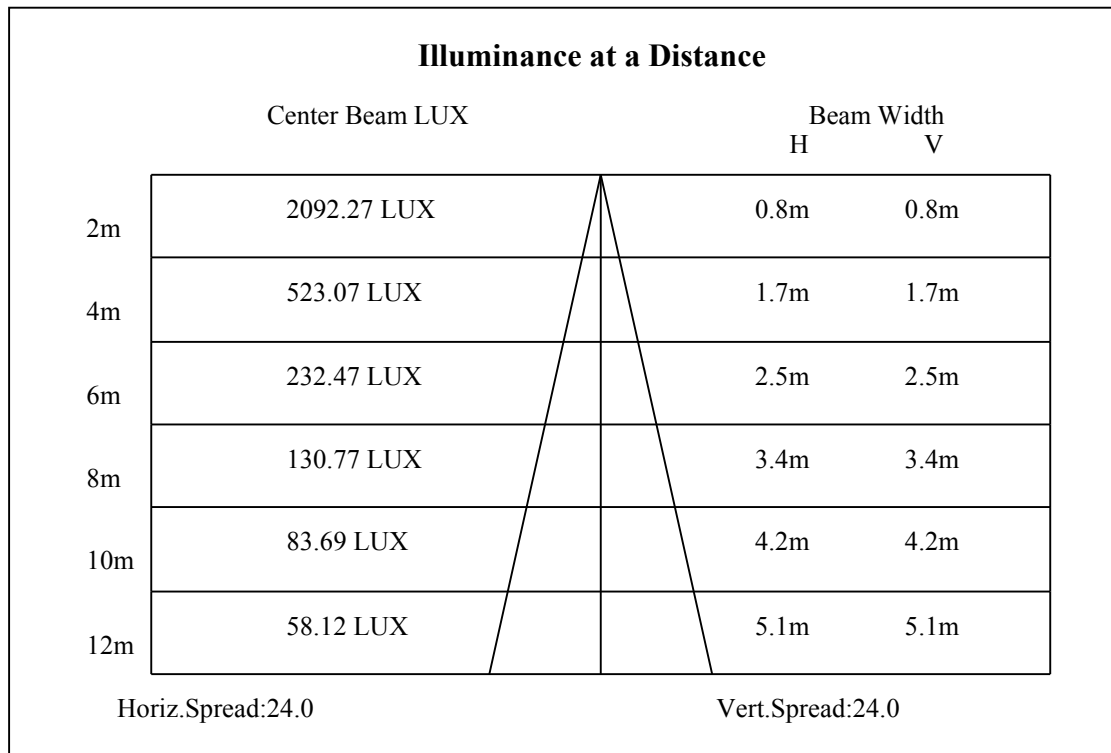 Illuminance at a Distance
Center Beam LUX Beam Width
H V
2m 2092.27 LUX 0.8m 0.8m
4m 523.07 LUX 1.7m 1.7m
6m 232.47 LUX 2.5m 2.5m
8m 130.77 LUX 3.4m 3.4m
10m 83.69 LUX 4.2m 4.2m
12m 58.12 LUX 5.1m 5.1m
Horiz.Spread:24.0 Vert.Spread:24.0